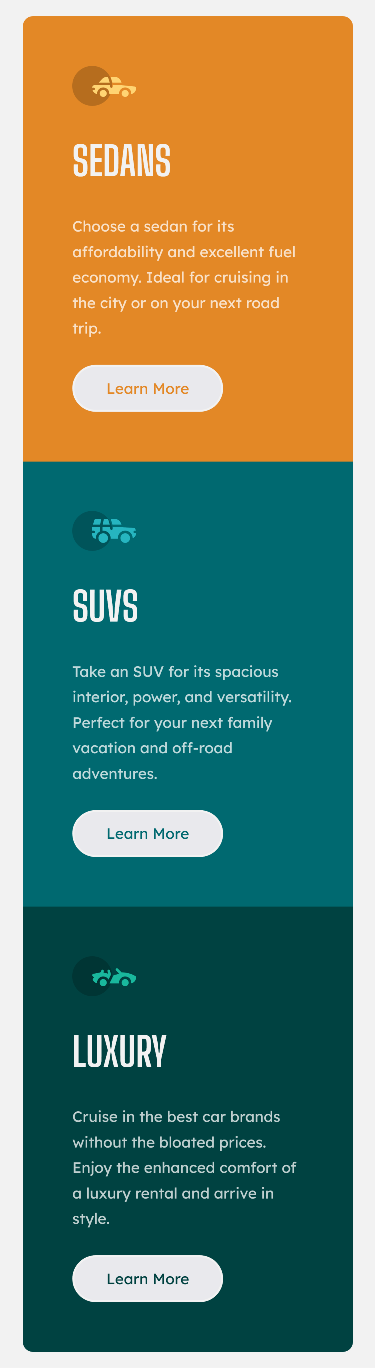 SEDANS
Choose a sedan for its
affordability and excellent fuel
economy. Ideal for cruising in
the city or on your next road
trip.
Learn More
SUVS
Take an SUV for its spacious
interior, power, and versatility.
Perfect for your next family
vacation and off-road
adventures.
Learn More
LUXURY
Cruise in the best car brands
without the bloated prices.
Enjoy the enhanced comfort of
a luxury rental and arrive in
style.
Learn More